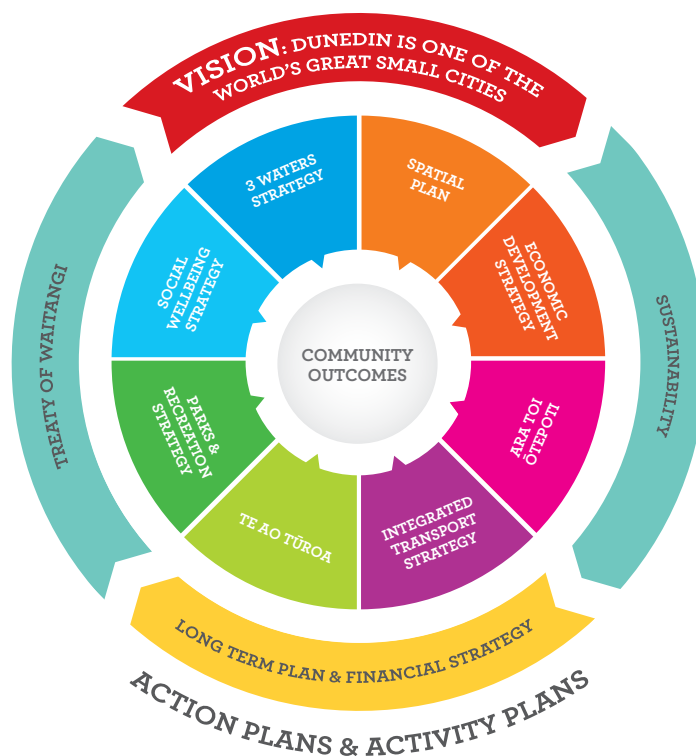 VISION: DUNEDIN IS ONE OF THE
WORLD'S GREAT SMALL CITIES
3 WATERS
STRATEGY
SPATIAL
PLAN
ECONOMIC
DEVELOPMENT
STRATEGY
ARA TOI
ŌTEPOTI
INTEGRATED
TRANSPORT
STRATEGY
TE AO TŪROA
PARKS &
RECREATION
STRATEGY
SOCIAL
WELLBEING
STRATEGY
COMMUNITY
OUTCOMES
TREATY OF WAITANGI
SUSTAINABILITY
LONG TERM PLAN & FINANCIAL STRATEGY
ACTION PLANS & ACTIVITY PLANS